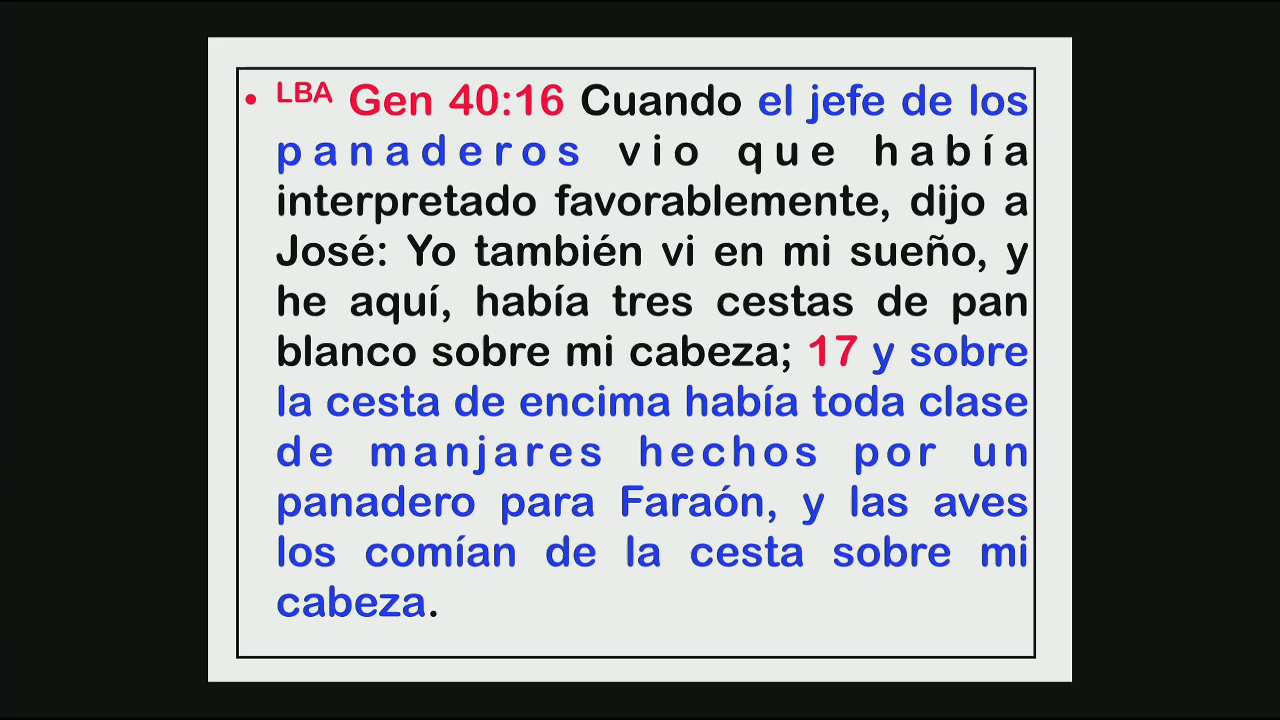 • LBA Gen 40:16 Cuando el jefe de los
panaderos vio que había
interpretado favorablemente, dijo a
José: Yo también vi en mi sueño, y
he aquí, había tres cestas de pan
blanco sobre mi cabeza; 17 y sobre
la cesta de encima había toda clase
de manjares hechos por un
panadero para Faraón, y las aves
los comían de la cesta sobre mi
cabeza.